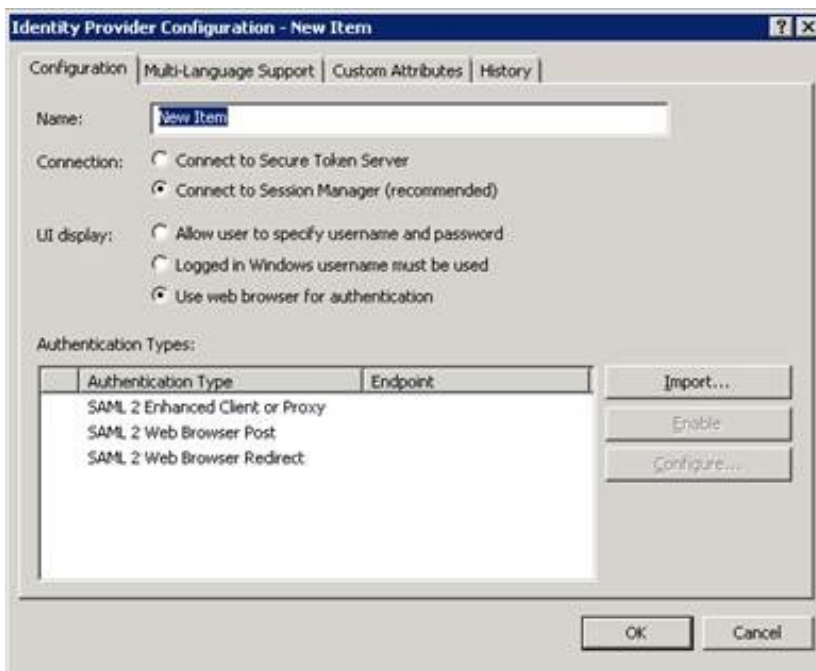 Identity Provider Configuration - New Item
Configuration Multi-Language Support Custom Attributes History
Name: New Item
Connection: Connect to Secure Token Server
Connect to Session Manager (recommended)
UI display: Allow user to specify username and password
Logged in Windows username must be used
Use web browser for authentication
Authentication Types:
Authentication Type Endpoint Import...
SAML 2 Enhanced Client or Proxy
SAML 2 Web Browser Post Enable
SAML 2 Web Browser Redirect Configure...
OK Cancel